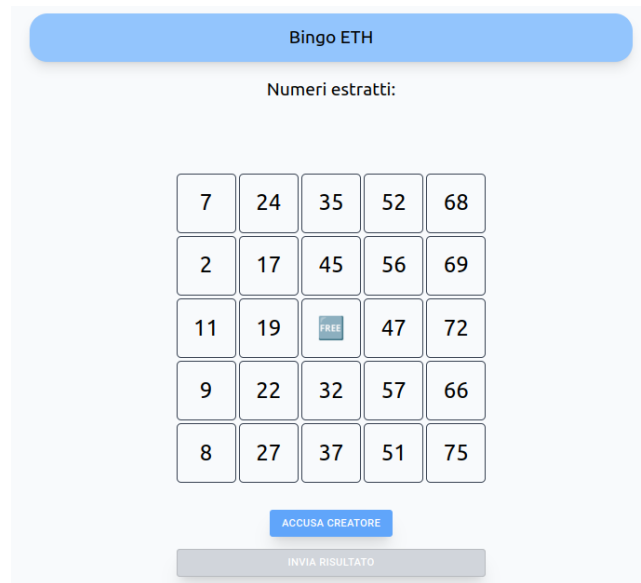 Bingo ETH
Numeri estratti:
7 24 35 52 68
2 17 45 56 69
11 19 FREE 47 72
9 22 32 57 66
8 27 37 51 75
ACCUSA CREATORE
INVIA RISULTATO